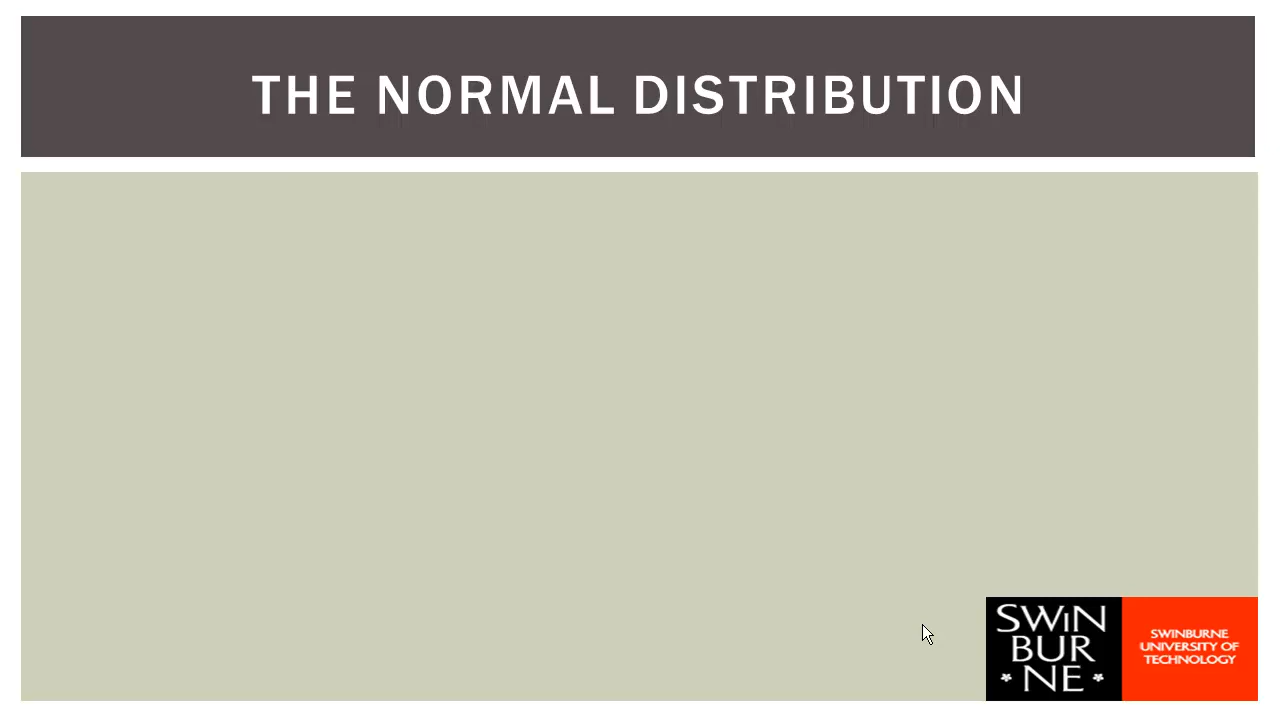 THE NORMAL DISTRIBUTION
SWIN
BUR
NE
SWINBURNE
UNIVERSITY OF
TECHNOLOGY